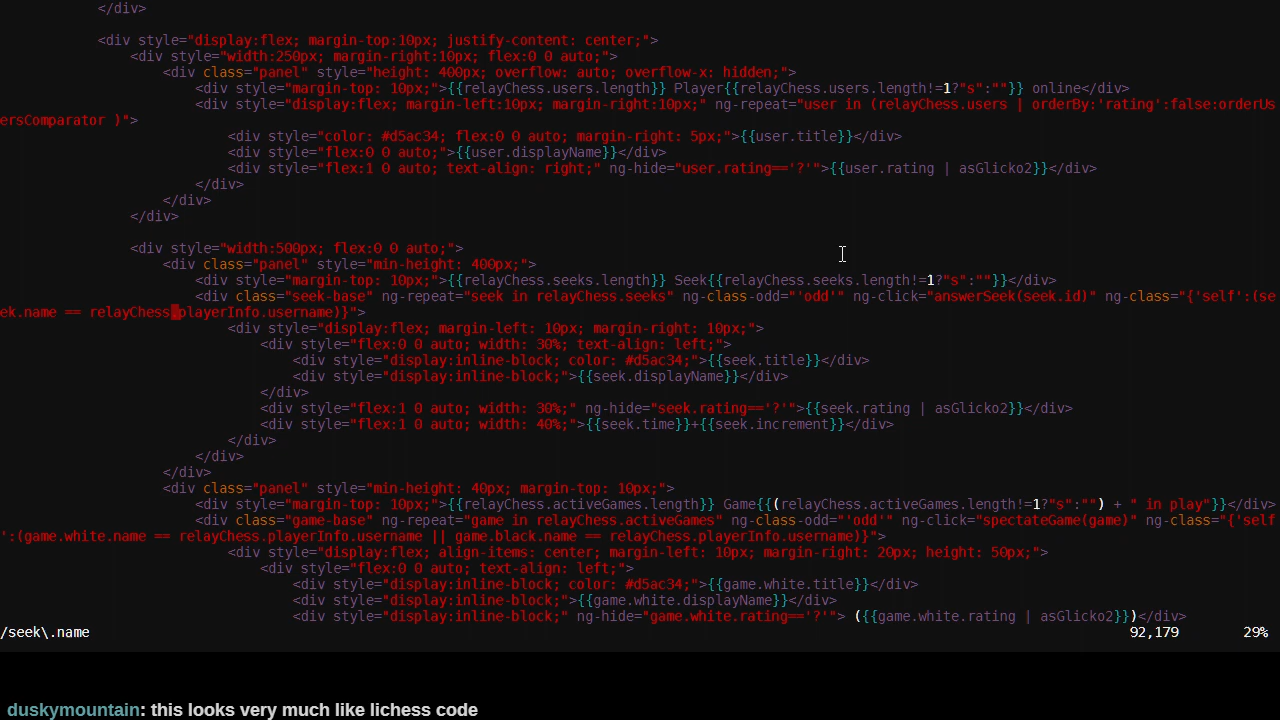 </div>
<div style="display:flex; margin-top:10px; justify-content: center;">
<div style="width:250px; margin-right:10px; flex:0 0 auto;">
<div class="panel" style="height: 400px; overflow: auto; overflow-x: hidden;">
<div style="margin-top: 10px;">{{relayChess.users.length}} Player{{relayChess.users.length!=1?"s":""}} online</div>
<div style="display:flex; margin-left:10px; margin-right:10px;" ng-repeat="user in (relayChess.users | orderBy:'rating':false:orderUs
ersComparator )">
<div style="color: #d5ac34; flex:0 0 auto; margin-right: 5px;">{{user.title}}</div>
<div style="flex:0 0 auto;">{{user.displayName}}</div>
<div style="flex:1 0 auto; text-align: right;" ng-hide="user.rating=='?'">{{user.rating | asGlicko2}}</div>
</div>
</div>
</div>
<div style="width:500px; flex:0 0 auto;">
<div class="panel" style="min-height: 400px;">
<div style="margin-top: 10px;">{{relayChess.seeks.length}} Seek{{relayChess.seeks.length!=1?"s":""}}</div>
<div class="seek-base" ng-repeat="seek in relayChess.seeks" ng-class-odd="'odd'" ng-click="answerSeek(seek.id)" ng-class="{'self':(se
ek.name == relayChess.playerInfo.username)}">
<div style="display:flex; margin-left: 10px; margin-right: 10px;">
<div style="flex:0 0 auto; width: 30%; text-align: left;">
<div style="display:inline-block; color: #d5ac34;">{{seek.title}}</div>
<div style="display:inline-block;">{{seek.displayName}}</div>
</div>
<div style="flex:1 0 auto; width: 30%;" ng-hide="seek.rating=='?'">{{seek.rating | asGlicko2}}</div>
<div style="flex:1 0 auto; width: 40%;">{{seek.time}}+{{seek.increment}}</div>
</div>
</div>
</div>
<div class="panel" style="min-height: 40px; margin-top: 10px;">
<div style="margin-top: 10px;">{{relayChess.activeGames.length}} Game{{(relayChess.activeGames.length!=1?"s":"") + " in play"}}</div>
<div class="game-base" ng-repeat="game in relayChess.activeGames" ng-class-odd="'odd'" ng-click="spectateGame(game)" ng-class="{'self
':(game.white.name == relayChess.playerInfo.username || game.black.name == relayChess.playerInfo.username)}">
<div style="display:flex; align-items: center; margin-left: 10px; margin-right: 20px; height: 50px;">
<div style="flex:0 0 auto; text-align: left;">
<div style="display:inline-block; color: #d5ac34;">{{game.white.title}}</div>
<div style="display:inline-block;">{{game.white.displayName}}</div>
<div style="display:inline-block;" ng-hide="game.white.rating=='?'"> ({{game.white.rating | asGlicko2}})</div>
/seek\.name 92,179 29%
duskymountain: this looks very much like lichess code